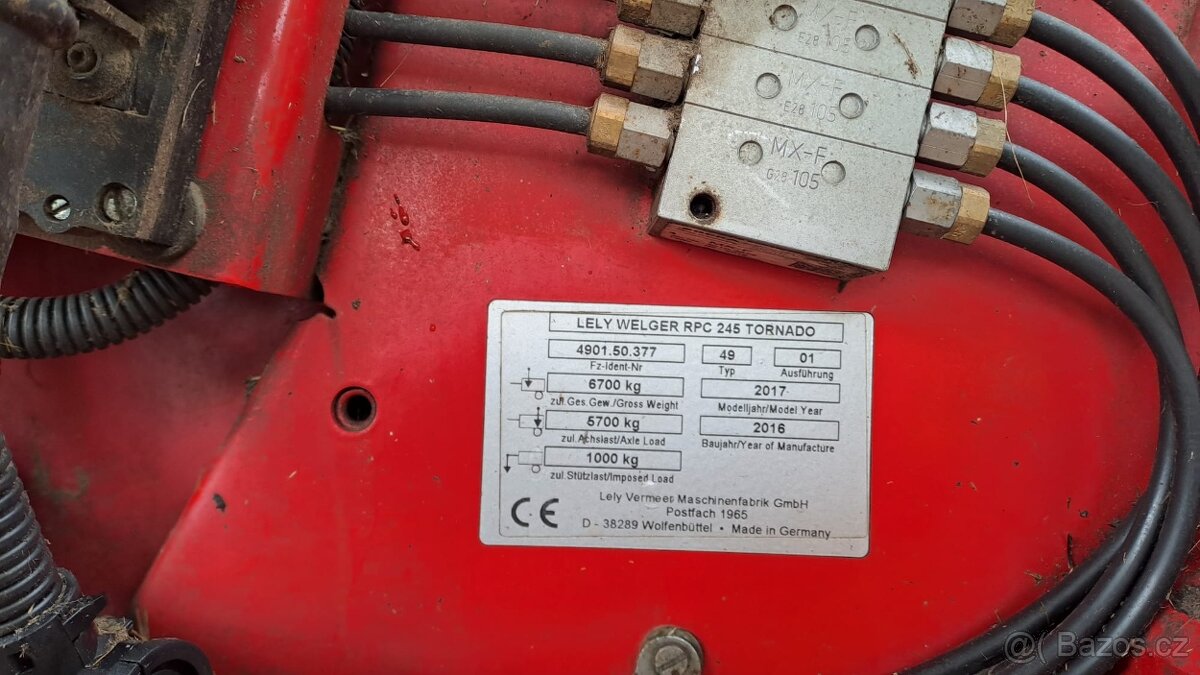 MX-F
E28 105
MX-F
E28 105
MX-F
G28 105
LELY WELGER RPC 245 TORNADO
4901.50.377 49 01
Fz-Ident-Nr Typ Ausführung
6700 kg 2017
zul.Ges.Gew./Gross Weight Modelljahr/Model Year
5700 kg 2016
zul.Achslast/Axle Load Baujahr/Year of Manufacture
1000 kg
zul.Stützlast/Imposed Load
CE Lely Vermeer Maschinenfabrik GmbH
Postfach 1965
D - 38289 Wolfenbüttel • Made in Germany
@ Bazos.cz